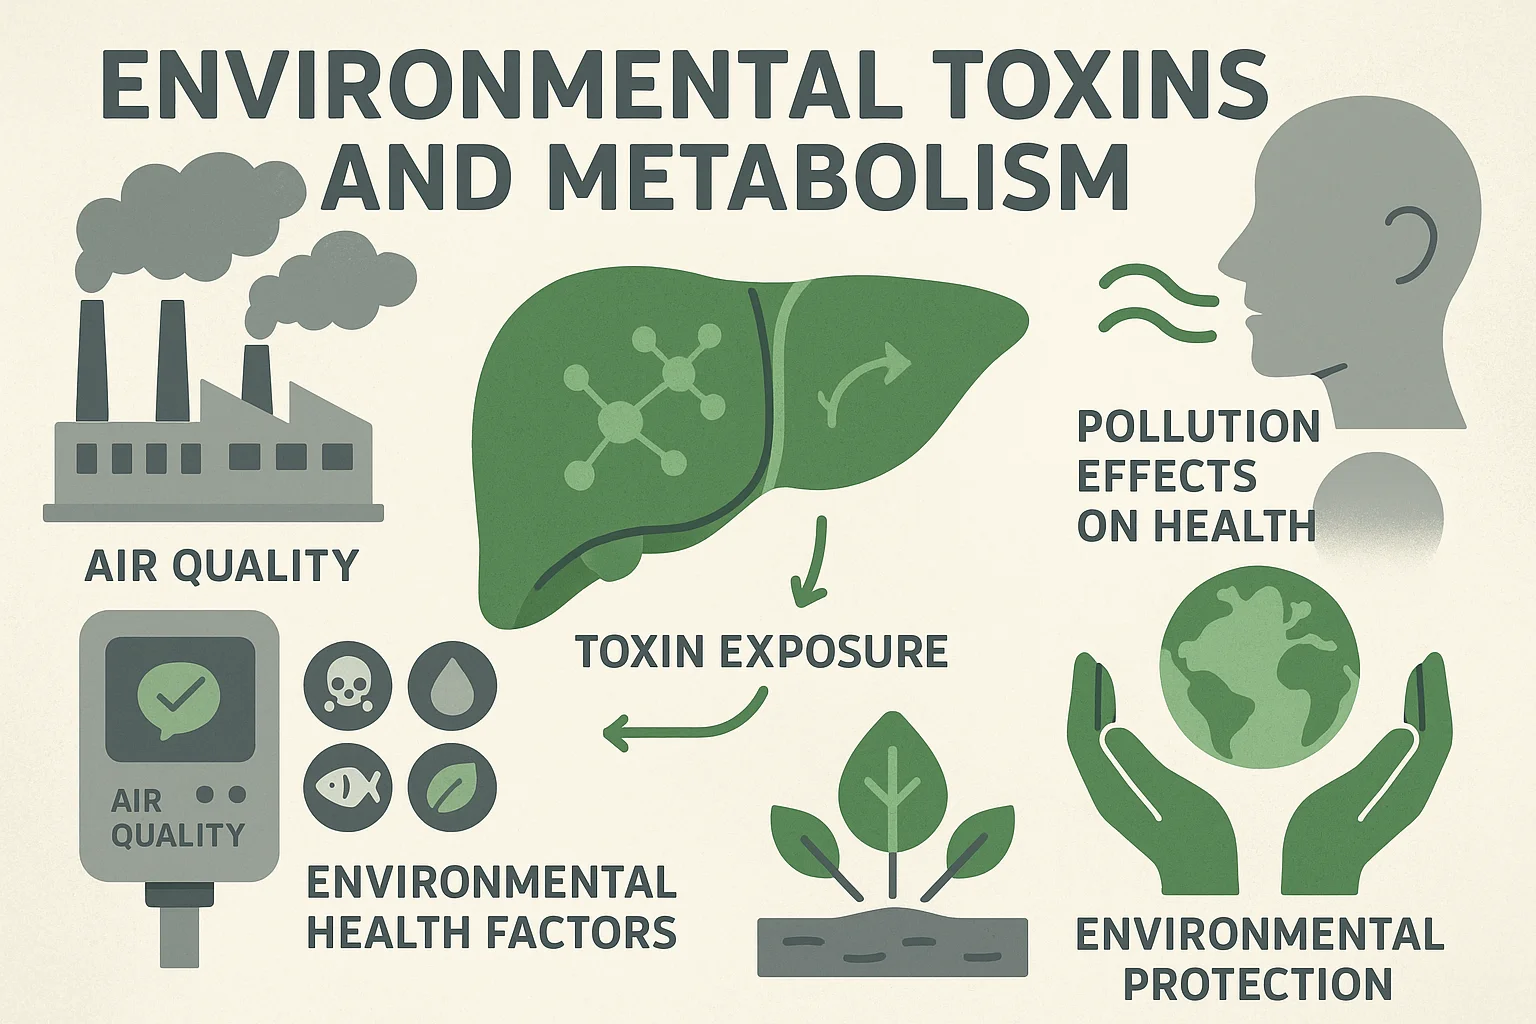 ENVIRONMENTAL TOXINS
AND METABOLISM
POLLUTION
EFFECTS
ON HEALTH
AIR QUALITY
TOXIN EXPOSURE
AIR
QUALITY
ENVIRONMENTAL
HEALTH FACTORS
ENVIRONMENTAL
PROTECTION